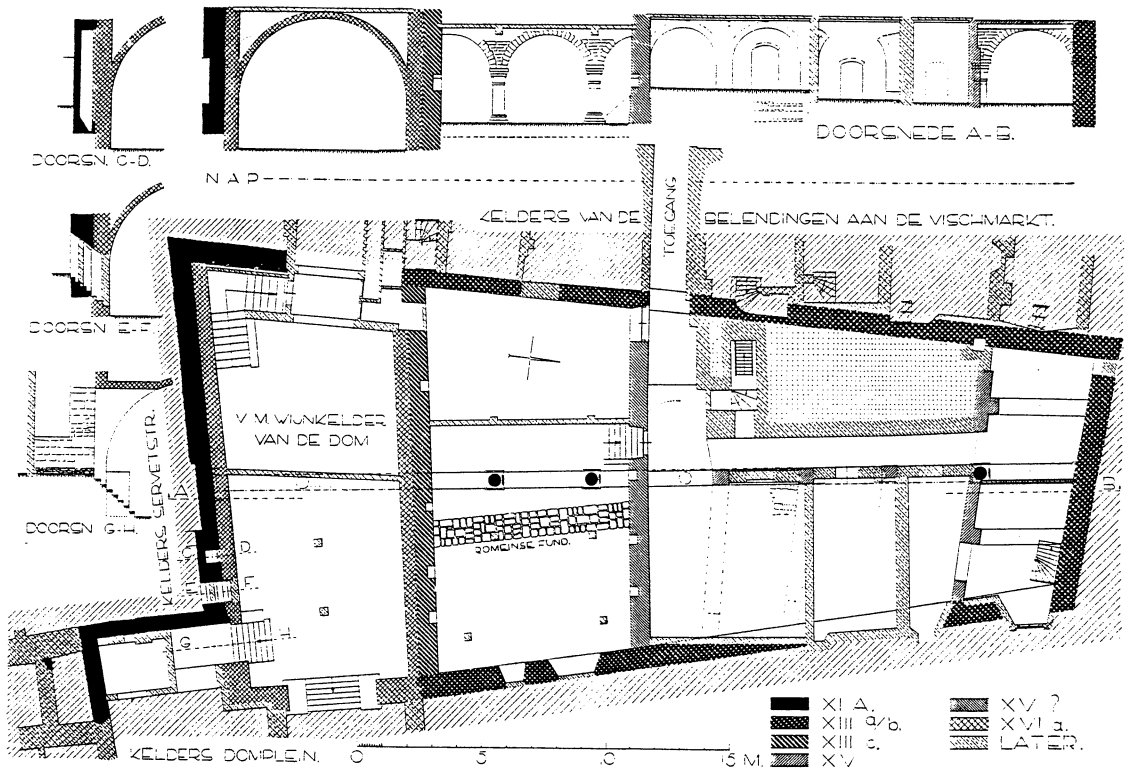 DOORSN. C-D.
DOORSNEDE A-B.
N A P
KELDERS VAN DE BELENDINGEN AAN DE VISCHMARKT.
TOEGANG
DOORSN E-F
V. M. WIJNKELDER
VAN DE DOM
KELDERS SERVETSTR.
DOORSN G-H.
A
B.
ROMEINSE FUND.
D.
F.
G
H.
KELDERS DOMPLEIN.
0 5 10 15 M.
XI A.
XIII a/b.
XIII c.
XV
XV ?
XVI a.
LATER.